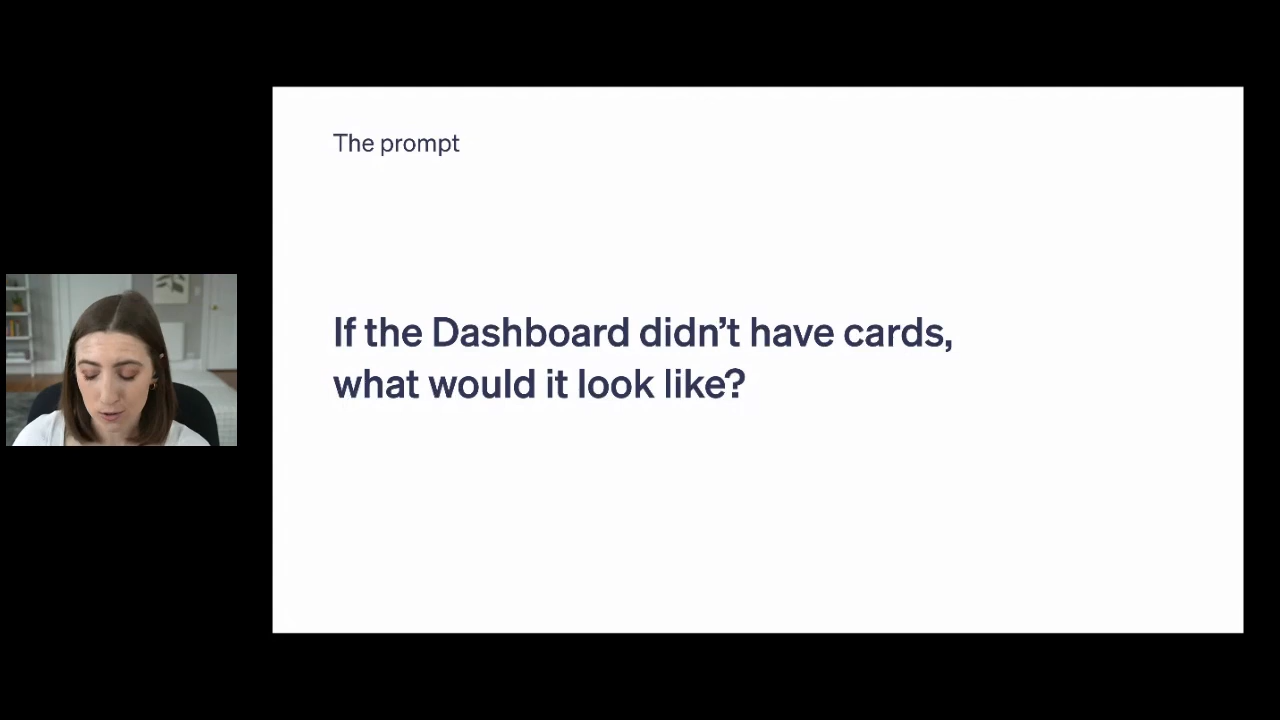 The prompt
If the Dashboard didn’t have cards,
what would it look like?